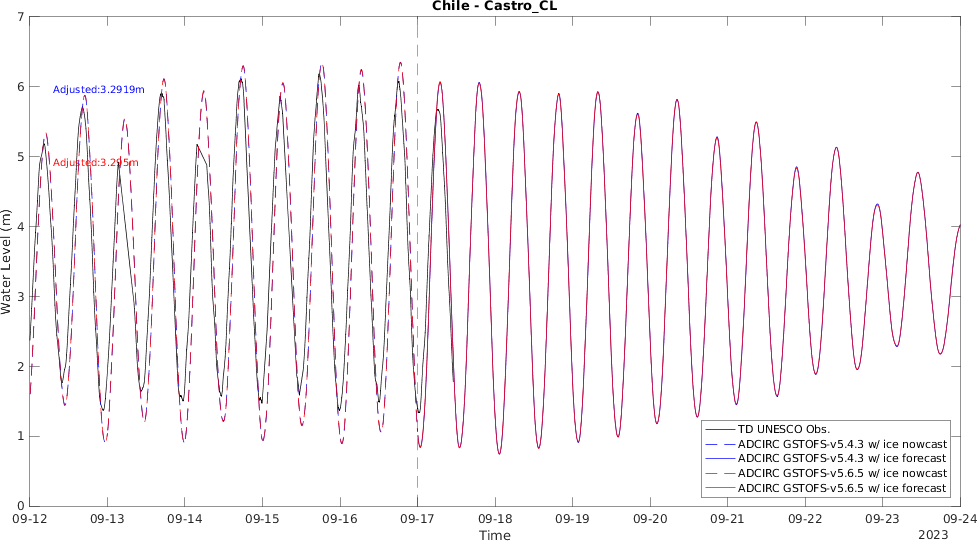 Chile - Castro_CL
7
6
5
4
3
2
1
0
Water Level (m)
Adjusted:3.2919m
Adjusted:3.295m
TD UNESCO Obs.
ADCIRC GSTOFS-v5.4.3 w/ ice nowcast
ADCIRC GSTOFS-v5.4.3 w/ ice forecast
ADCIRC GSTOFS-v5.6.5 w/ ice nowcast
ADCIRC GSTOFS-v5.6.5 w/ ice forecast
09-12 09-13 09-14 09-15 09-16 09-17 09-18 09-19 09-20 09-21 09-22 09-23 09-24
Time
2023